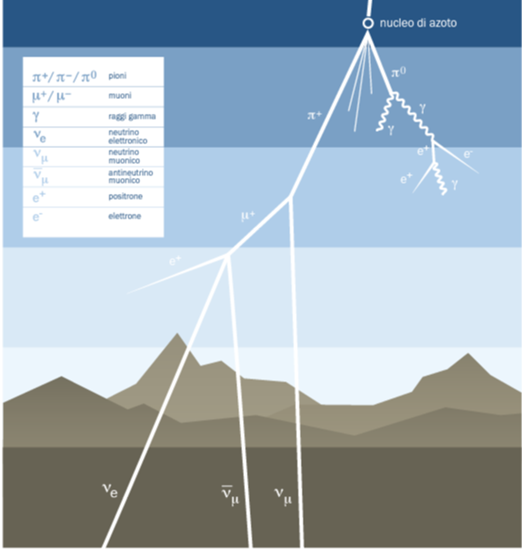 nucleo di azoto
π⁺/π⁻/π⁰ pioni
μ⁺/μ⁻ muoni
γ raggi gamma
νe neutrino
elettronico
νμ neutrino
muonico
ν̅μ antineutrino
muonico
e⁺ positrone
e⁻ elettrone
π⁰
π⁺
γ
γ
e⁺
e⁻
e⁺
γ
μ⁺
e⁺
νe
ν̅μ
νμ